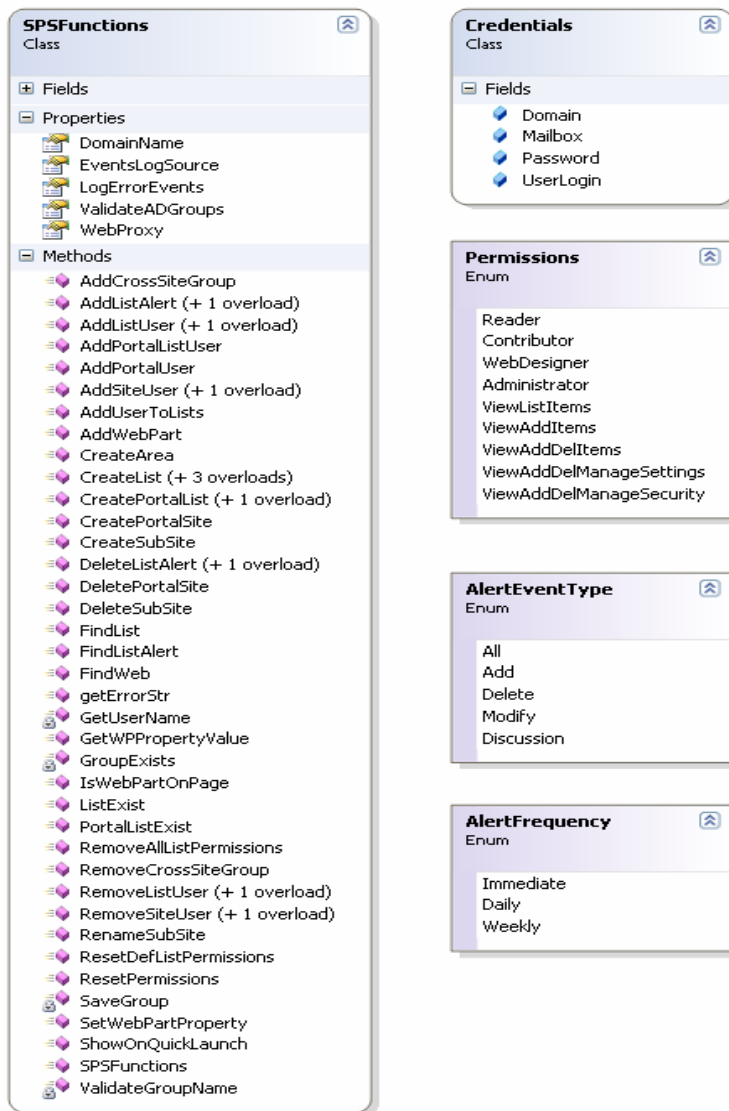 SPSFunctions
Class
Fields
Properties
DomainName
EventsLogSource
LogErrorEvents
ValidateADGroups
WebProxy
Methods
AddCrossSiteGroup
AddListAlert (+ 1 overload)
AddListUser (+ 1 overload)
AddPortalListUser
AddPortalUser
AddSiteUser (+ 1 overload)
AddUserToLists
AddWebPart
CreateArea
CreateList (+ 3 overloads)
CreatePortalList (+ 1 overload)
CreatePortalSite
CreateSubSite
DeleteListAlert (+ 1 overload)
DeletePortalSite
DeleteSubSite
FindList
FindListAlert
FindWeb
getErrorStr
GetUserName
GetWPPropertyValue
GroupExists
IsWebPartOnPage
ListExist
PortalListExist
RemoveAllListPermissions
RemoveCrossSiteGroup
RemoveListUser (+ 1 overload)
RemoveSiteUser (+ 1 overload)
RenameSubSite
ResetDefListPermissions
ResetPermissions
SaveGroup
SetWebPartProperty
ShowOnQuickLaunch
SPSFunctions
ValidateGroupName
Credentials
Class
Fields
Domain
Mailbox
Password
UserLogin
Permissions
Enum
Reader
Contributor
WebDesigner
Administrator
ViewListItems
ViewAddItems
ViewAddDelItems
ViewAddDelManageSettings
ViewAddDelManageSecurity
AlertEventType
Enum
All
Add
Delete
Modify
Discussion
AlertFrequency
Enum
Immediate
Daily
Weekly